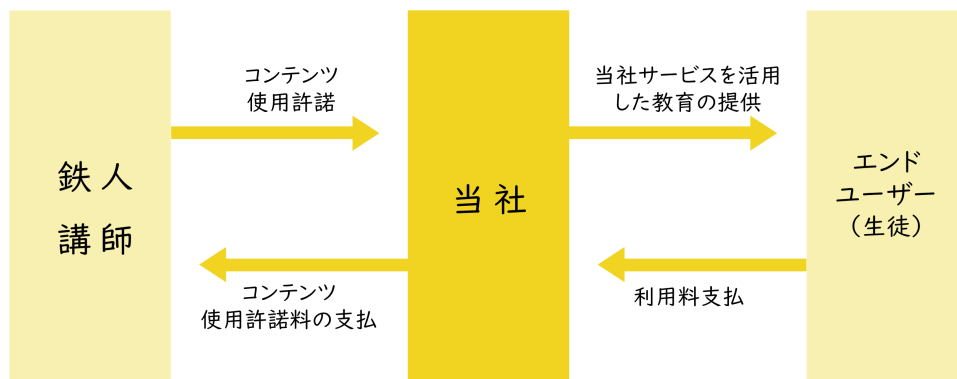 鉄人
講師
コンテンツ
使用許諾
コンテンツ
使用許諾料の支払
当社
当社サービスを活用
した教育の提供
利用料支払
エンド
ユーザー
(生徒)